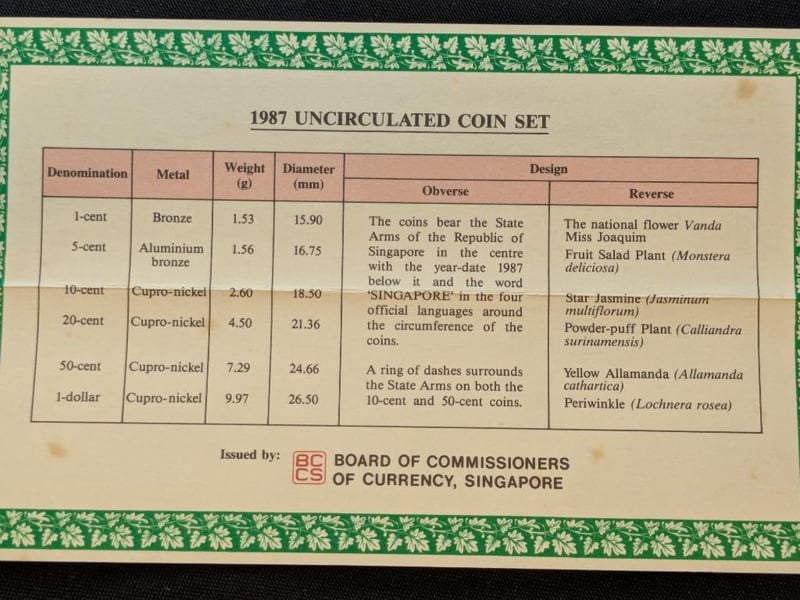 1987 UNCIRCULATED COIN SET
Denomination Metal Weight (g) Diameter (mm) Design
Obverse Reverse
1-cent Bronze 1.53 15.90
5-cent Aluminium bronze 1.56 16.75
10-cent Cupro-nickel 2.60 18.50
20-cent Cupro-nickel 4.50 21.36
50-cent Cupro-nickel 7.29 24.66
1-dollar Cupro-nickel 9.97 26.50
The coins bear the State
Arms of the Republic of
Singapore in the centre
with the year-date 1987
below it and the word
'SINGAPORE' in the four
official languages around
the circumference of the
coins.
A ring of dashes surrounds
the State Arms on both the
10-cent and 50-cent coins.
The national flower Vanda
Miss Joaquim
Fruit Salad Plant (Monstera
deliciosa)
Star Jasmine (Jasminum
multiflorum)
Powder-puff Plant (Calliandra
surinamensis)
Yellow Allamanda (Allamanda
cathartica)
Periwinkle (Lochnera rosea)
Issued by: BCCS BOARD OF COMMISSIONERS
OF CURRENCY, SINGAPORE